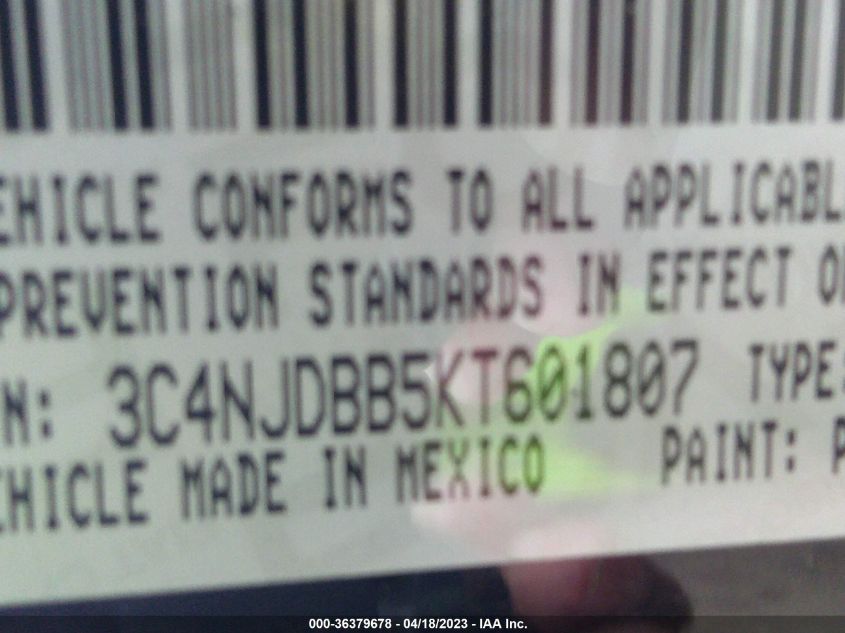 EHICLE CONFORMS TO ALL APPLICABL
PREVENTION STANDARDS IN EFFECT O
N: 3C4NJDBB5KT601807 TYPE:
EHICLE MADE IN MEXICO PAINT: P
000-36379678 - 04/18/2023 - IAA Inc.